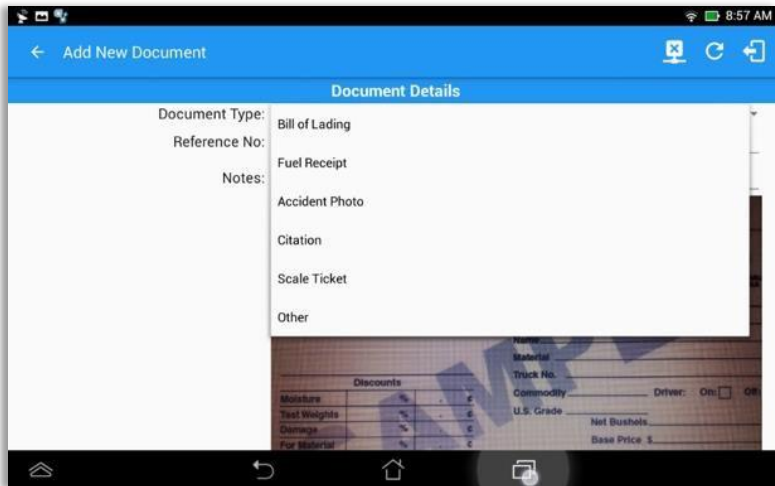 8:57 AM
Add New Document
Document Details
Document Type:
Bill of Lading
Reference No:
Fuel Receipt
Notes:
Accident Photo
Citation
Scale Ticket
Other
Name
Material
Truck No.
Discounts
Commodity Driver: On: Off:
Moisture % . ¢
Test Weights % . ¢
U.S. Grade
Net Bushels
Damage % . ¢
Base Price $
For Material % . ¢
SAMPLE